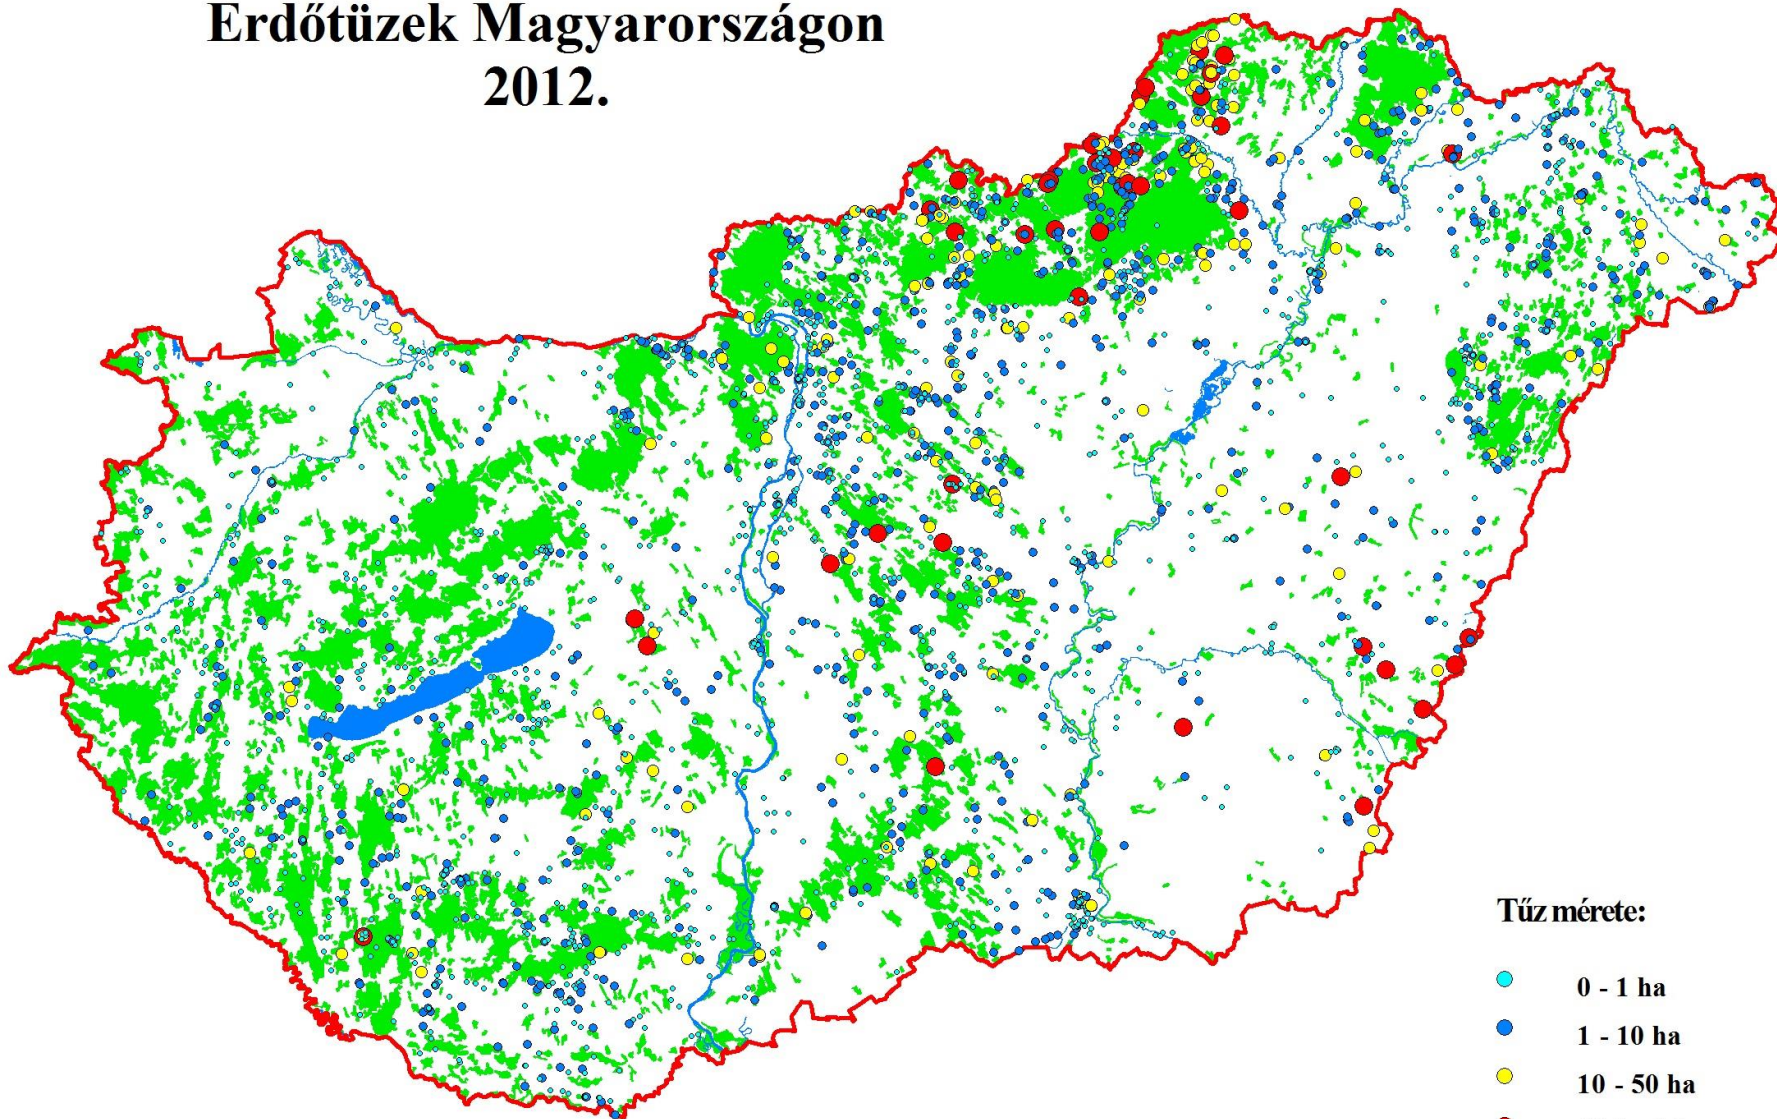 Erdőtüzek Magyarországon
2012.
Tűz mérete:
0 - 1 ha
1 - 10 ha
10 - 50 ha